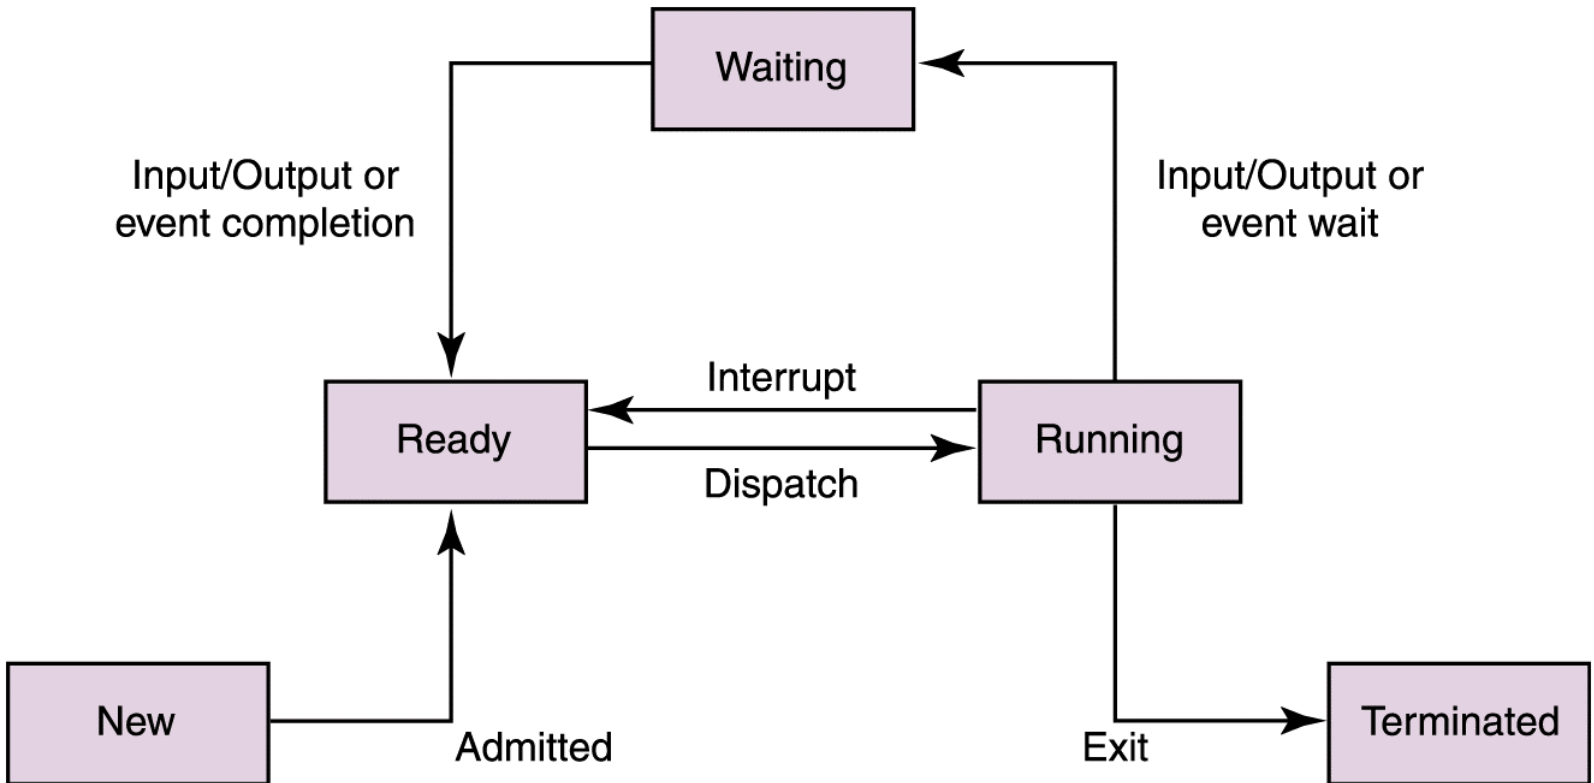 Waiting
Input/Output or
event completion
Input/Output or
event wait
Interrupt
Ready
Running
Dispatch
New
Admitted
Exit
Terminated